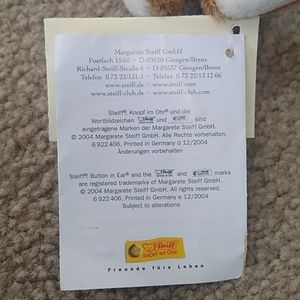 Margarete Steiff GmbH
Postfach 1560 · D-89530 Giengen/Brenz
Richard-Steiff-Straße 4 · D-89537 Giengen/Brenz
Telefon 0 73 22/131-1 · Telefax 0 73 22/13 12 66
www.steiff.de · www.steiff.com
www.steiff-club.de · www.steiff-club.com
Steiff®, Knopf im Ohr® und die
Wortbildzeichen sind
eingetragene Marken der Margarete Steiff GmbH.
© 2004 Margarete Steiff GmbH. Alle Rechte vorbehalten.
6 922 406, Printed in Germany d 12/2004
Änderungen vorbehalten
Steiff®, Button in Ear® and the marks
are registered trademarks of Margarete Steiff GmbH.
© 2004 Margarete Steiff GmbH. All rights reserved.
6 922 406, Printed in Germany e 12/2004
Subject to alterations
Steiff
KNOPF IM OHR
Freunde fürs Leben